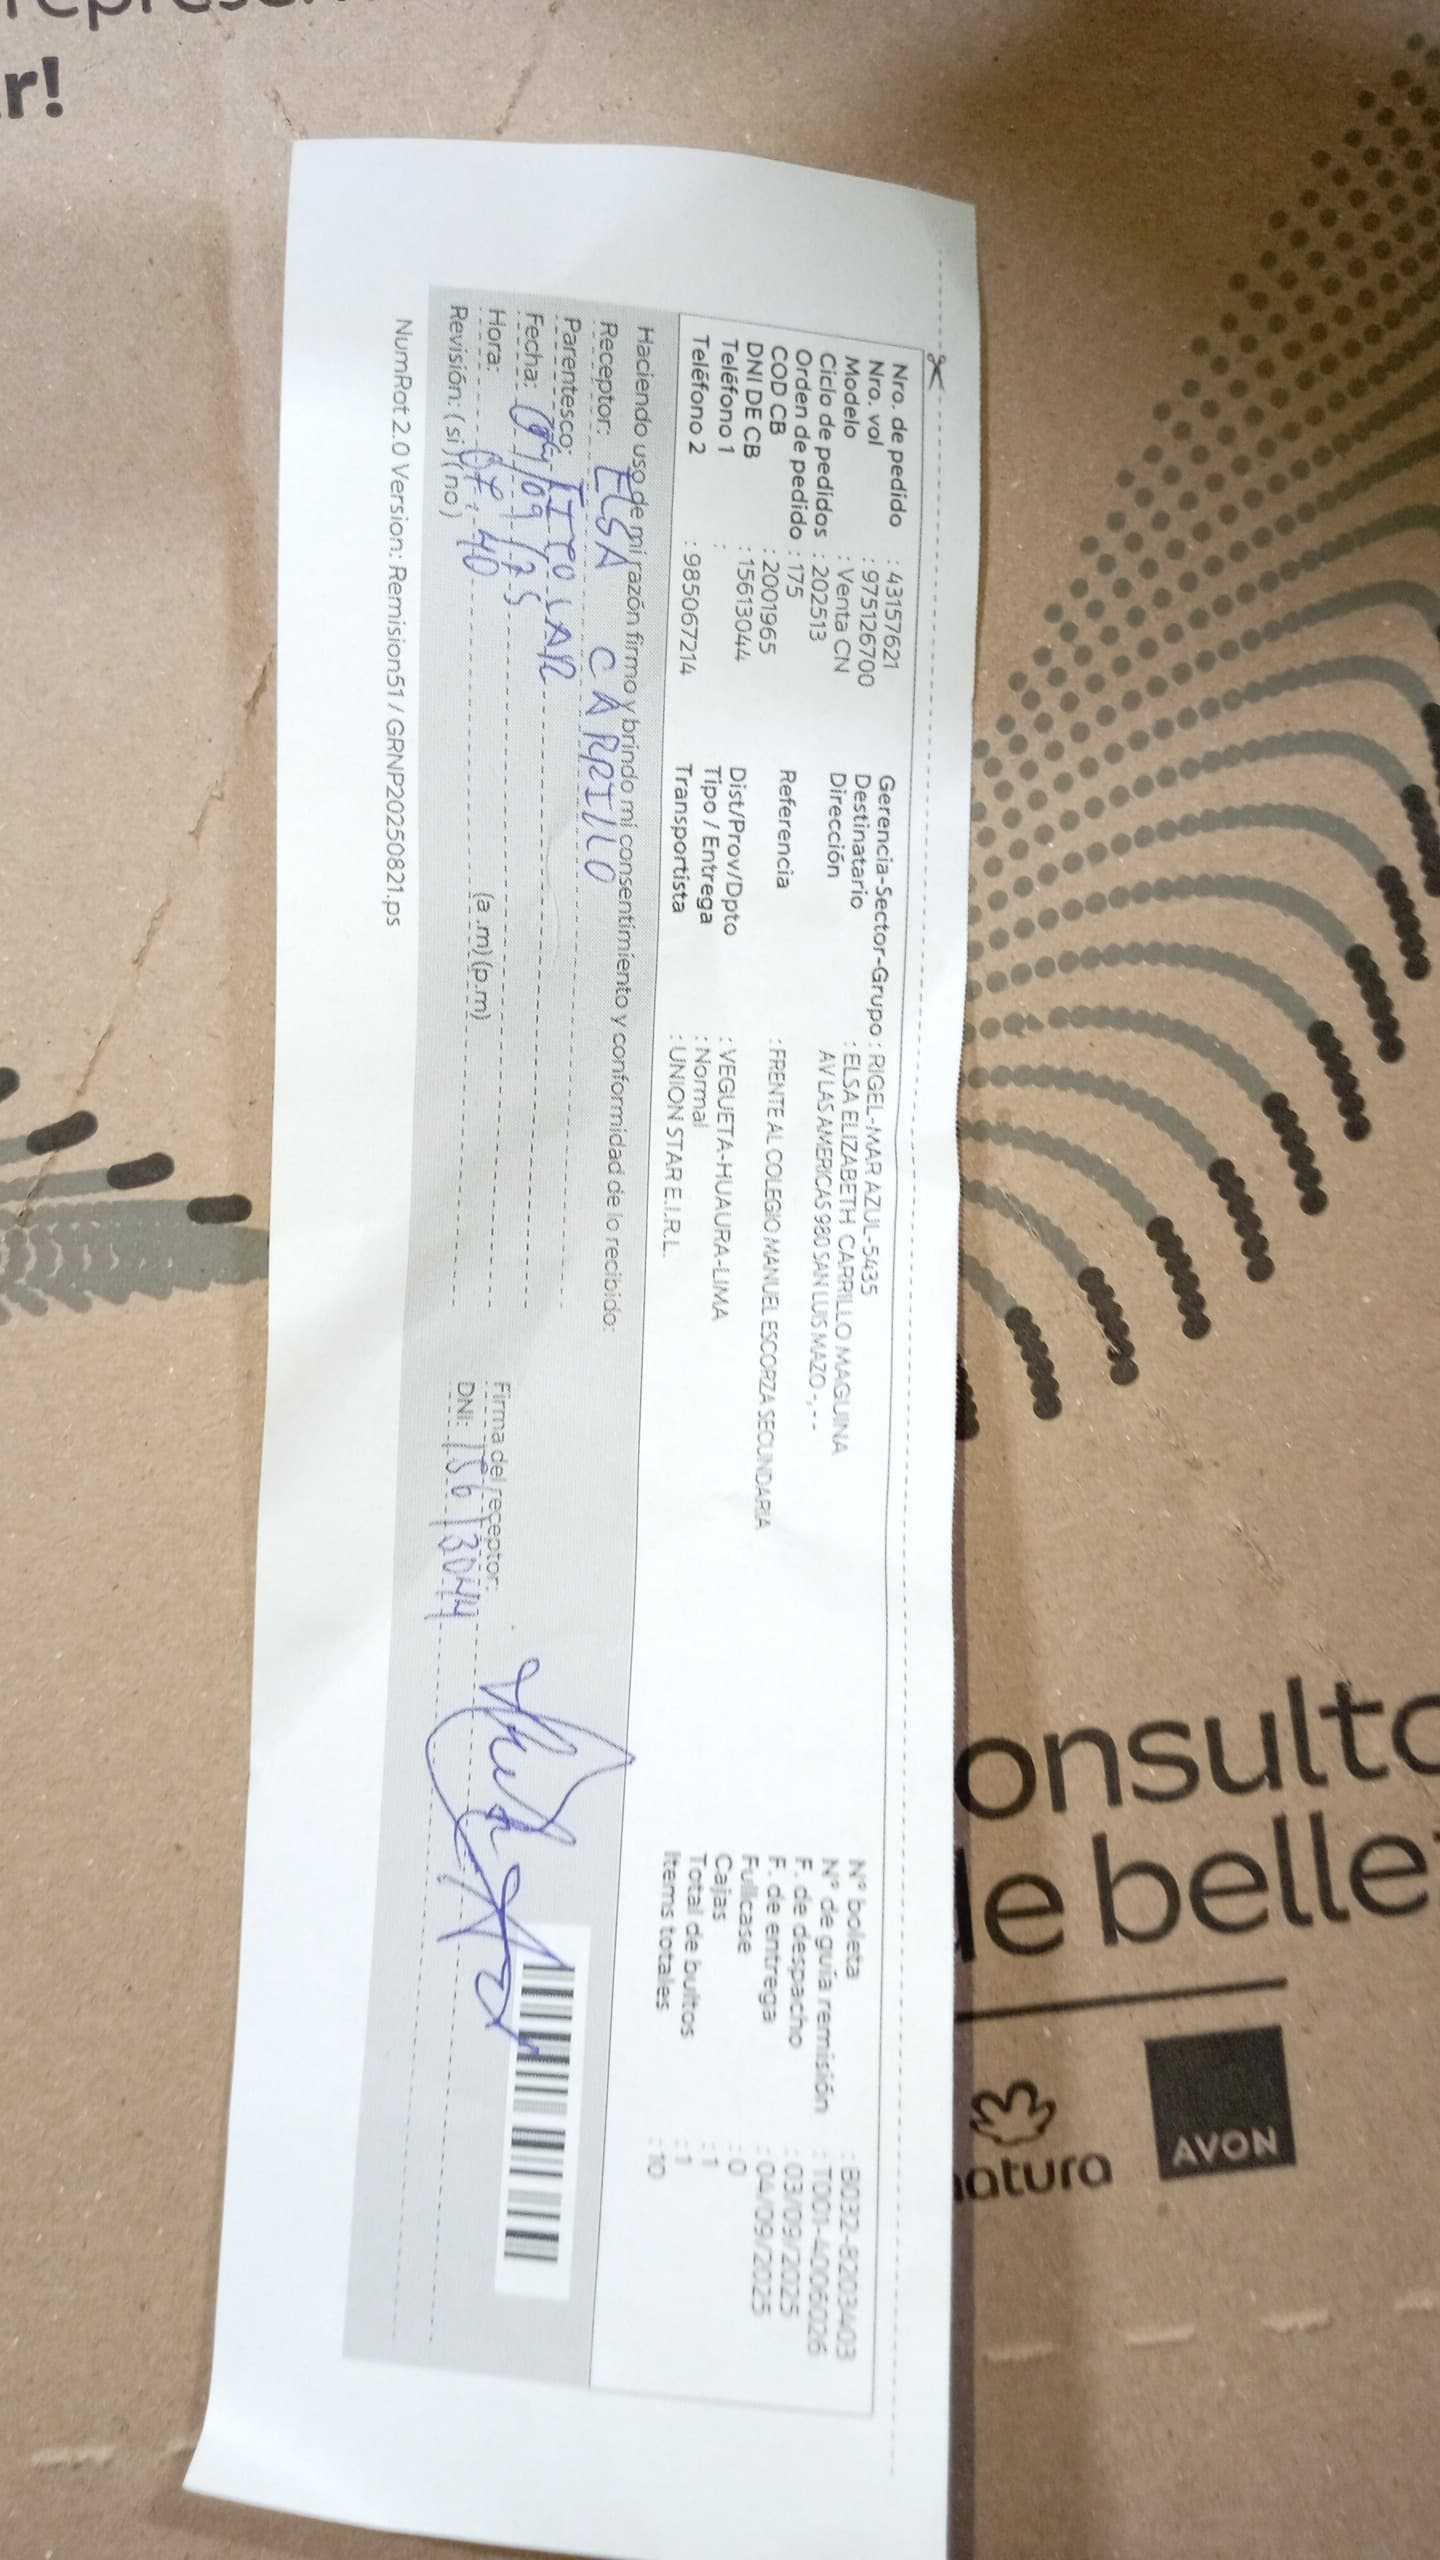 r!
Nro. de pedido : 43157621
Nro. vol : 975126700
Modelo : Venta CN
Ciclo de pedidos : 202513
Orden de pedido : 175
COD CB : 2001965
DNI DE CB : 15613044
Teléfono 1 :
Teléfono 2 : 985067214
Gerencia-Sector-Grupo : RIGEL-MAR AZUL-5435
Destinatario : ELSA ELIZABETH CARRILLO MAGUINA
Dirección AV LAS AMERICAS 980 SAN LUIS MAZO -, --
Referencia : FRENTE AL COLEGIO MANUEL ESCORZA SECUNDARIA
Dist/Prov/Dpto : VEGUETA-HUAURA-LIMA
Tipo / Entrega : Normal
Transportista : UNION STAR E.I.R.L.
N° boleta : B032-8203403
N° de guía remisión : T001-4006026
F. de despacho : 03/09/2025
F. de entrega : 04/09/2025
Fullcase : 0
Cajas : 1
Total de bultos : 1
Items totales : 10
Haciendo uso de mi razón firmo y brindo mi consentimiento y conformidad de lo recibido:
Receptor: ELSA CARRILLO
Parentesco: TITULAR
Fecha: 04/09/25
Hora: 07:40 (a.m) (p.m)
Revisión: (si) (no)
Firma del receptor:
DNI: 15613044
NumRot 2.0 Version: Remision51 / GRNP20250821.ps
onsulto
de belle
natura
AVON